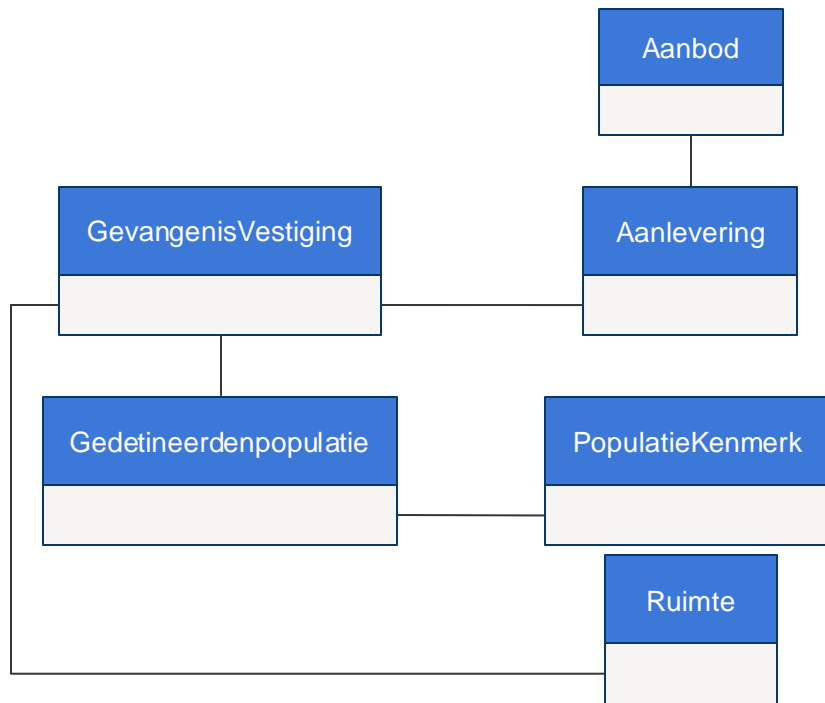 Aanbod
GevangenisVestiging
Aanlevering
Gedetineerdenpopulatie
PopulatieKenmerk
Ruimte